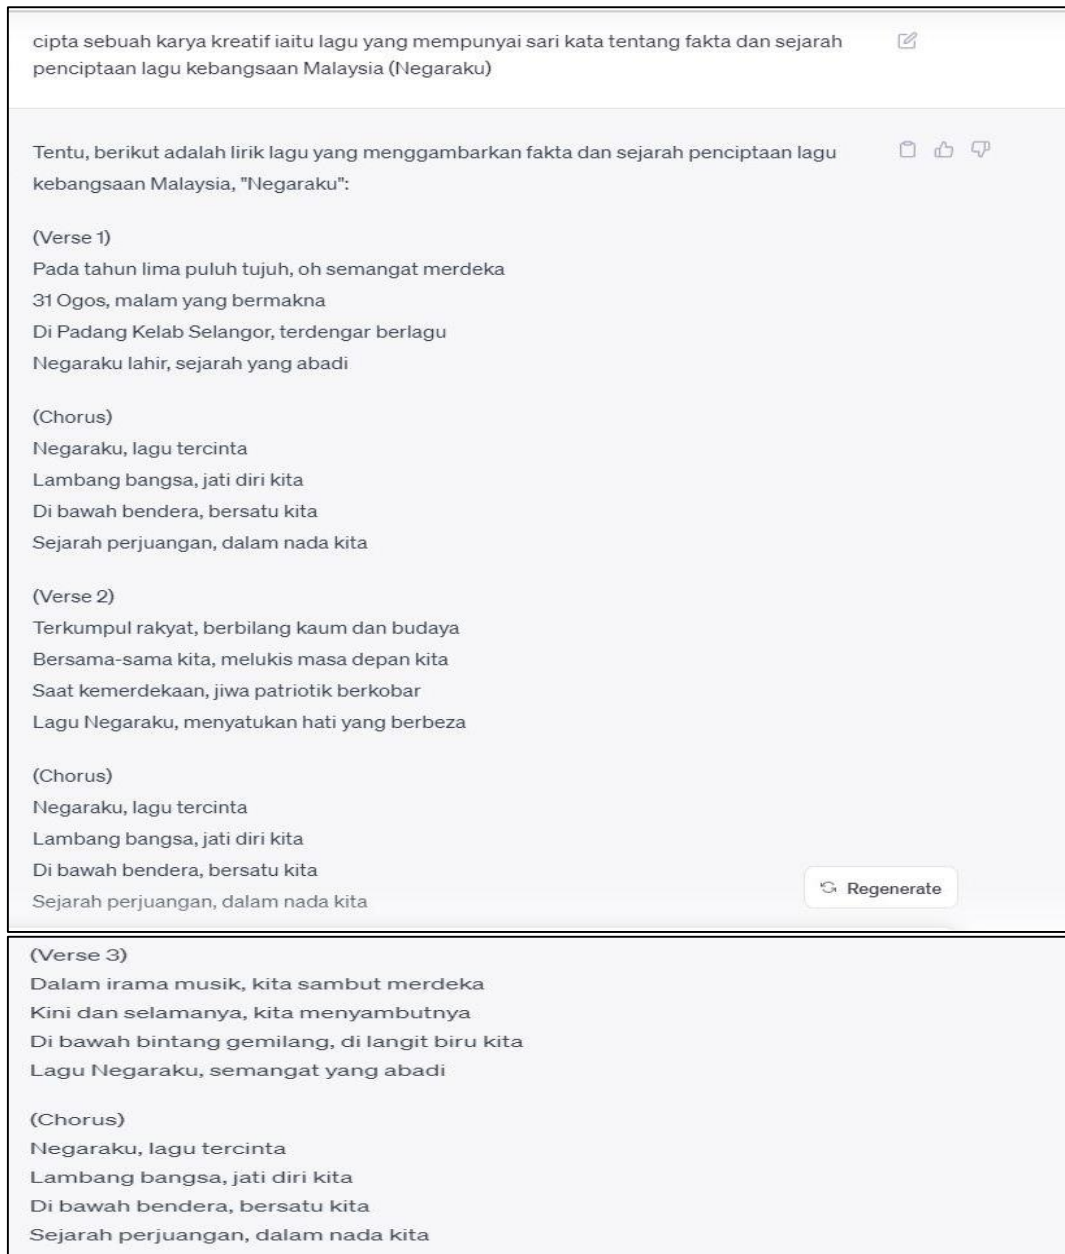 cipta sebuah karya kreatif iaitu lagu yang mempunyai sari kata tentang fakta dan sejarah
penciptaan lagu kebangsaan Malaysia (Negaraku)
Tentu, berikut adalah lirik lagu yang menggambarkan fakta dan sejarah penciptaan lagu
kebangsaan Malaysia, "Negaraku":
(Verse 1)
Pada tahun lima puluh tujuh, oh semangat merdeka
31 Ogos, malam yang bermakna
Di Padang Kelab Selangor, terdengar berlagu
Negaraku lahir, sejarah yang abadi
(Chorus)
Negaraku, lagu tercinta
Lambang bangsa, jati diri kita
Di bawah bendera, bersatu kita
Sejarah perjuangan, dalam nada kita
(Verse 2)
Terkumpul rakyat, berbilang kaum dan budaya
Bersama-sama kita, melukis masa depan kita
Saat kemerdekaan, jiwa patriotik berkobar
Lagu Negaraku, menyatukan hati yang berbeza
(Chorus)
Negaraku, lagu tercinta
Lambang bangsa, jati diri kita
Di bawah bendera, bersatu kita
Sejarah perjuangan, dalam nada kita
Regenerate
(Verse 3)
Dalam irama musik, kita sambut merdeka
Kini dan selamanya, kita menyambutnya
Di bawah bintang gemilang, di langit biru kita
Lagu Negaraku, semangat yang abadi
(Chorus)
Negaraku, lagu tercinta
Lambang bangsa, jati diri kita
Di bawah bendera, bersatu kita
Sejarah perjuangan, dalam nada kita